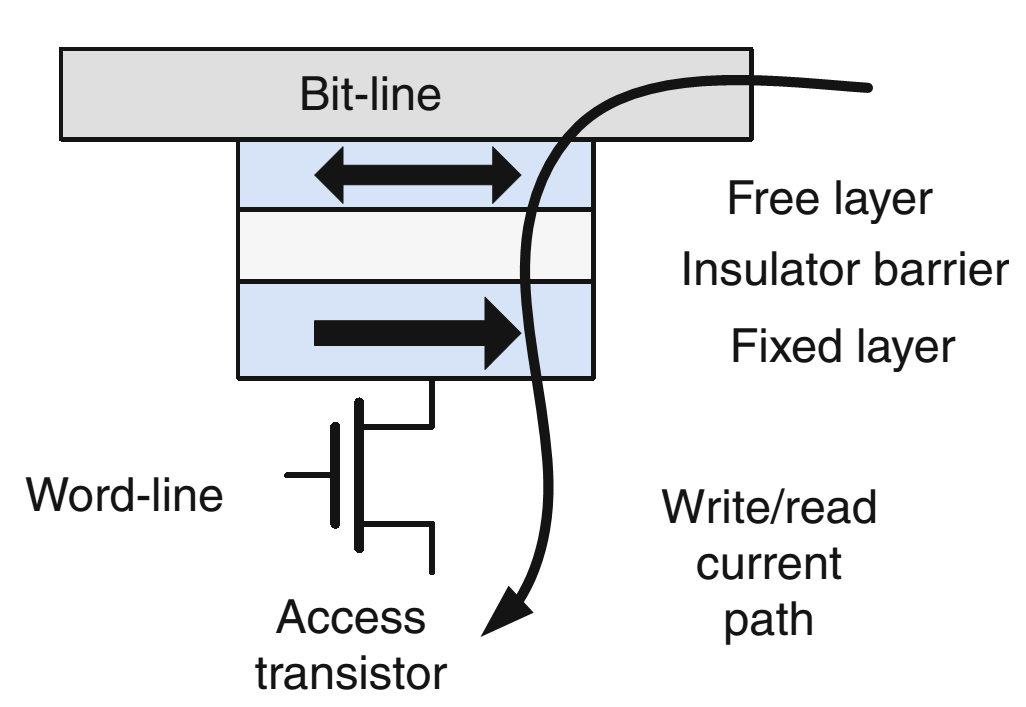 Bit-line
Free layer
Insulator barrier
Fixed layer
Word-line
Write/read
current
path
Access
transistor